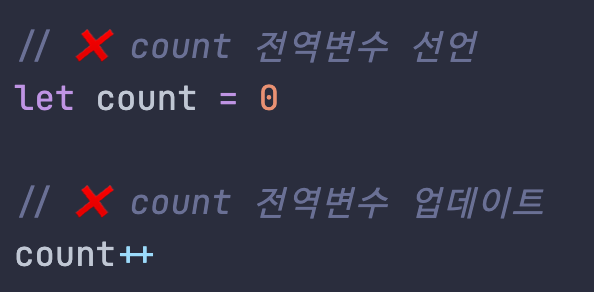 // ❌ count 전역변수 선언
let count = 0
// ❌ count 전역변수 업데이트
count++